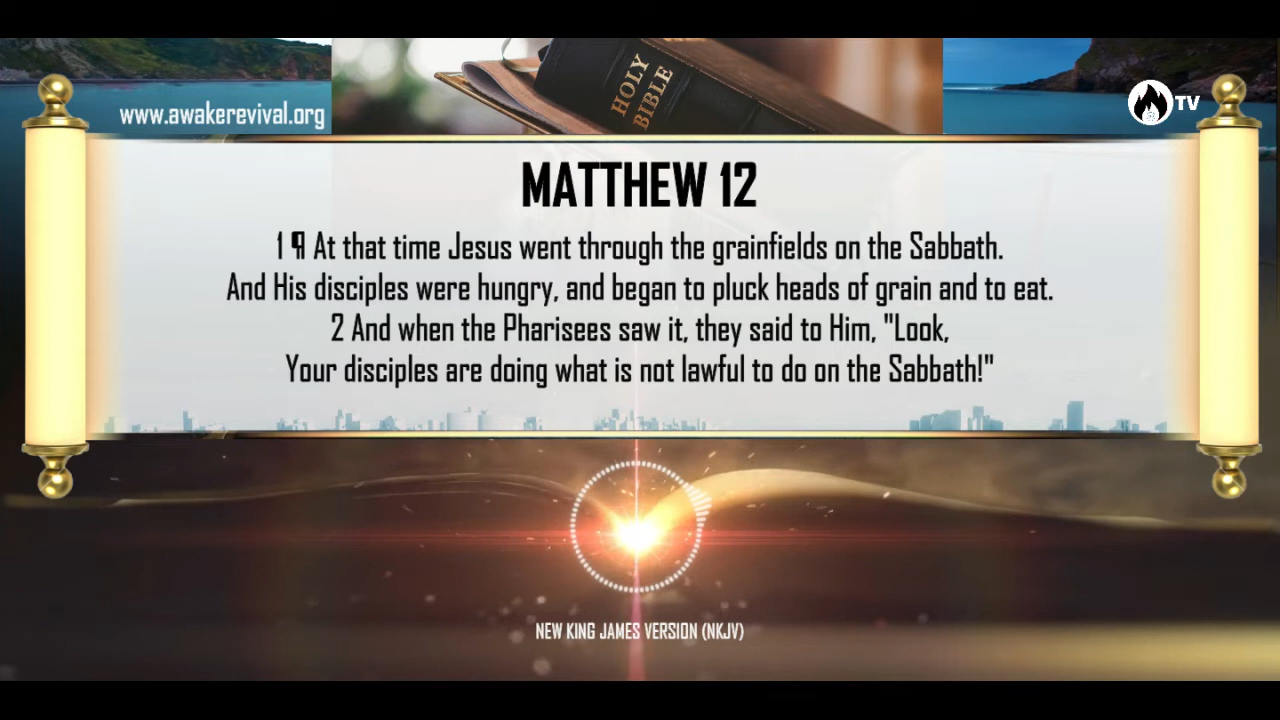 HOLY
BIBLE
www.awakerevival.org
TV
MATTHEW 12
1 ¶ At that time Jesus went through the grainfields on the Sabbath.
And His disciples were hungry, and began to pluck heads of grain and to eat.
2 And when the Pharisees saw it, they said to Him, "Look,
Your disciples are doing what is not lawful to do on the Sabbath!"
NEW KING JAMES VERSION (NKJV)